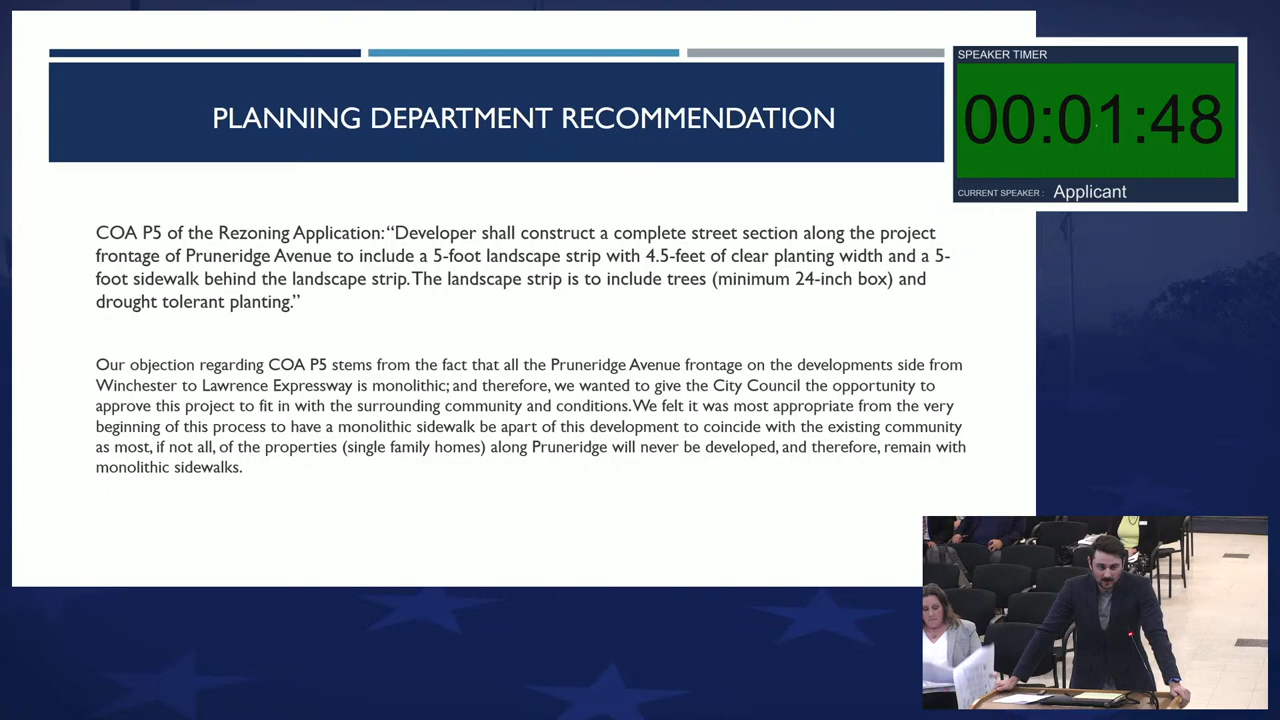 PLANNING DEPARTMENT RECOMMENDATION
SPEAKER TIMER
00:01:48
CURRENT SPEAKER : Applicant
COA P5 of the Rezoning Application: “Developer shall construct a complete street section along the project
frontage of Pruneridge Avenue to include a 5-foot landscape strip with 4.5-feet of clear planting width and a 5-
foot sidewalk behind the landscape strip. The landscape strip is to include trees (minimum 24-inch box) and
drought tolerant planting.”
Our objection regarding COA P5 stems from the fact that all the Pruneridge Avenue frontage on the developments side from
Winchester to Lawrence Expressway is monolithic; and therefore, we wanted to give the City Council the opportunity to
approve this project to fit in with the surrounding community and conditions. We felt it was most appropriate from the very
beginning of this process to have a monolithic sidewalk be apart of this development to coincide with the existing community
as most, if not all, of the properties (single family homes) along Pruneridge will never be developed, and therefore, remain with
monolithic sidewalks.